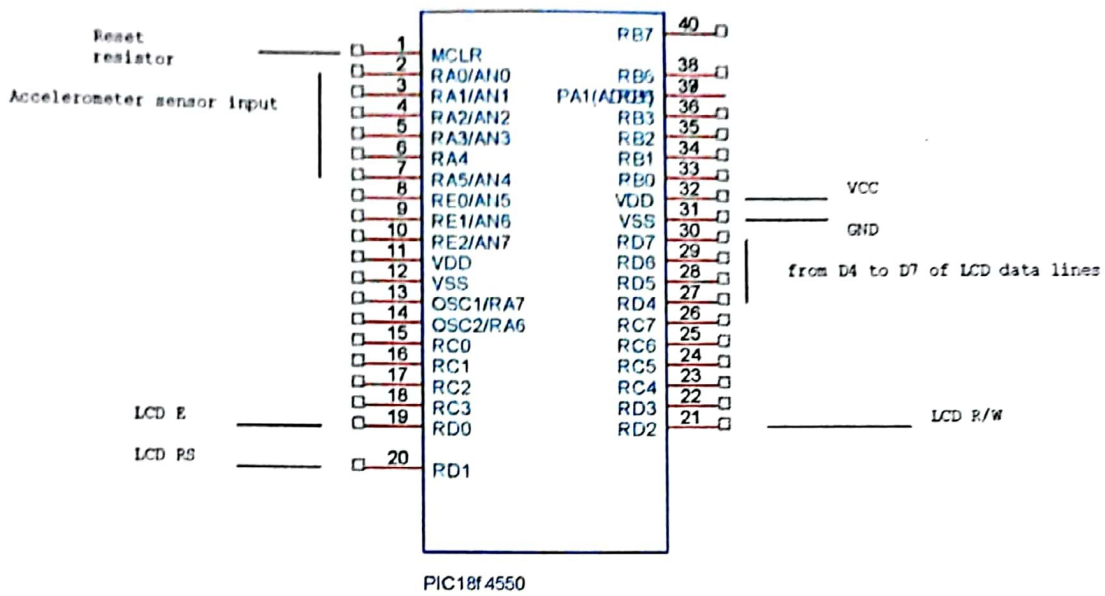 Reset
resistor
Accelerometer sensor input
LCD E
LCD RS
1 MCLR
2 RA0/AN0
3 RA1/AN1
4 RA2/AN2
5 RA3/AN3
6 RA4
7 RA5/AN4
8 RE0/AN5
9 RE1/AN6
10 RE2/AN7
11 VDD
12 VSS
13 OSC1/RA7
14 OSC2/RA6
15 RC0
16 RC1
17 RC2
18 RC3
19 RD0
20 RD1
RB7 40
RB6 38
39
RB3 36
RB2 35
RB1 34
RB0 33
VDD 32
VSS 31
RD7 30
RD6 29
RD5 28
RD4 27
RC7 26
RC6 25
RC5 24
RC4 23
RD3 22
RD2 21
VCC
GND
from D4 to D7 of LCD data lines
LCD R/W
PIC18f4550